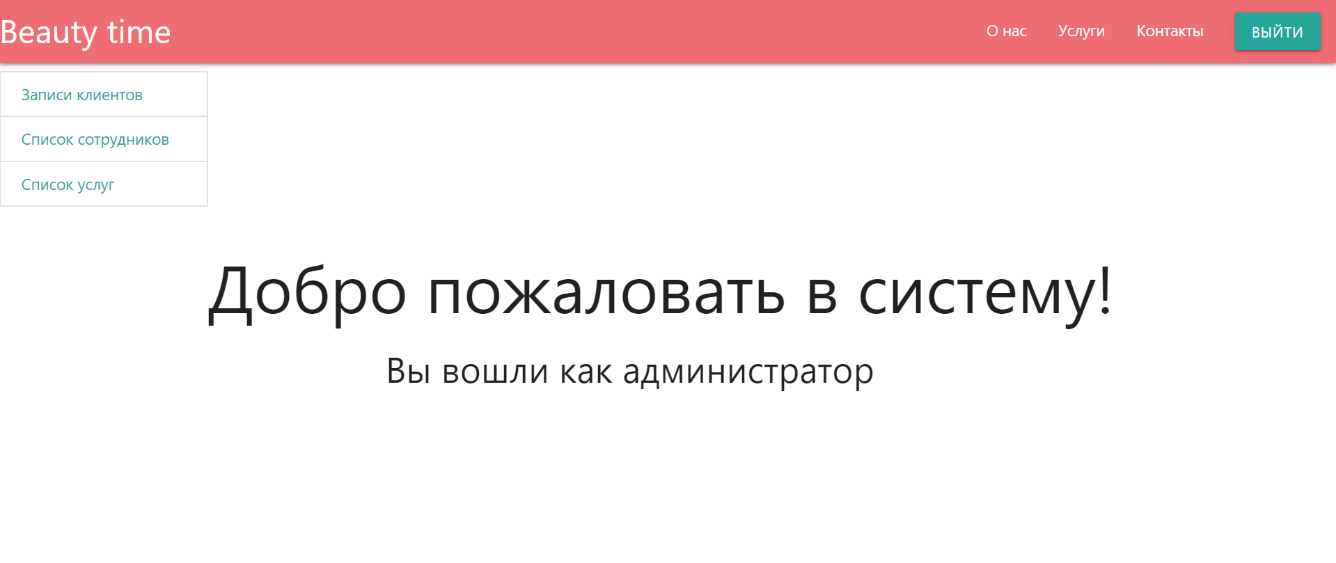 Beauty time
О нас
Услуги
Контакты
ВЫЙТИ
Записи клиентов
Список сотрудников
Список услуг
Добро пожаловать в систему!
Вы вошли как администратор